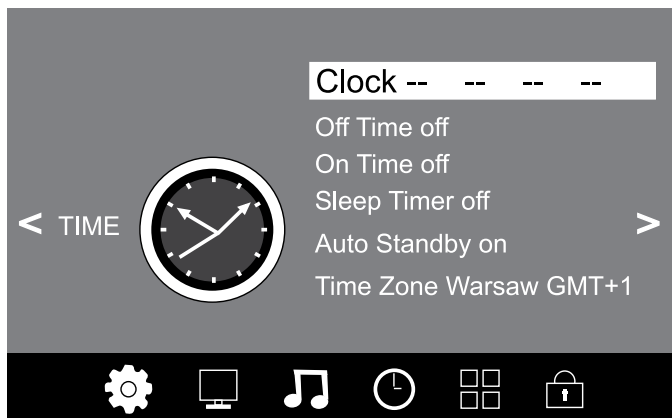 Clock -- -- -- --
Off Time off
On Time off
Sleep Timer off
< TIME >
Auto Standby on
Time Zone Warsaw GMT+1